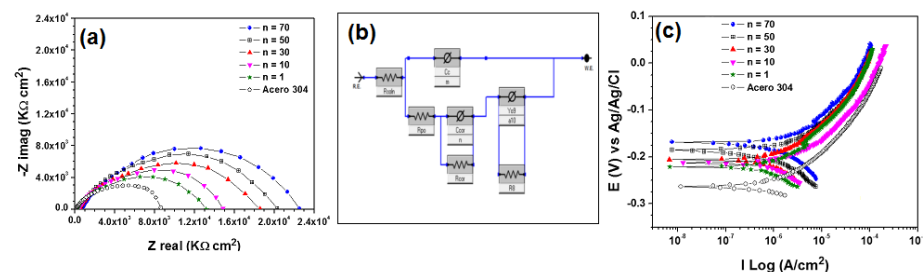 (a)
n = 70
n = 50
n = 30
n = 10
n = 1
Acero 304
-Z imag (KΩ cm²)
2.4x10⁴
2.0x10⁴
1.6x10⁴
1.2x10⁴
8.0x10³
4.0x10³
0.0
0.0 4.0x10³ 8.0x10³ 1.2x10⁴ 1.6x10⁴ 2.0x10⁴ 2.4x10⁴
Z real (KΩ cm²)
(b)
R.E.
Rsoln
Cc
m
Rpo
Ccor
n
Rcor
W.E.
(c)
n = 70
n = 50
n = 30
n = 10
n = 1
Acero 304
E (V) vs Ag/Ag/Cl
0.0
-0.1
-0.2
-0.3
10⁻⁸ 10⁻⁷ 10⁻⁶ 10⁻⁵ 10⁻⁴ 10⁻³
I Log (A/cm²)